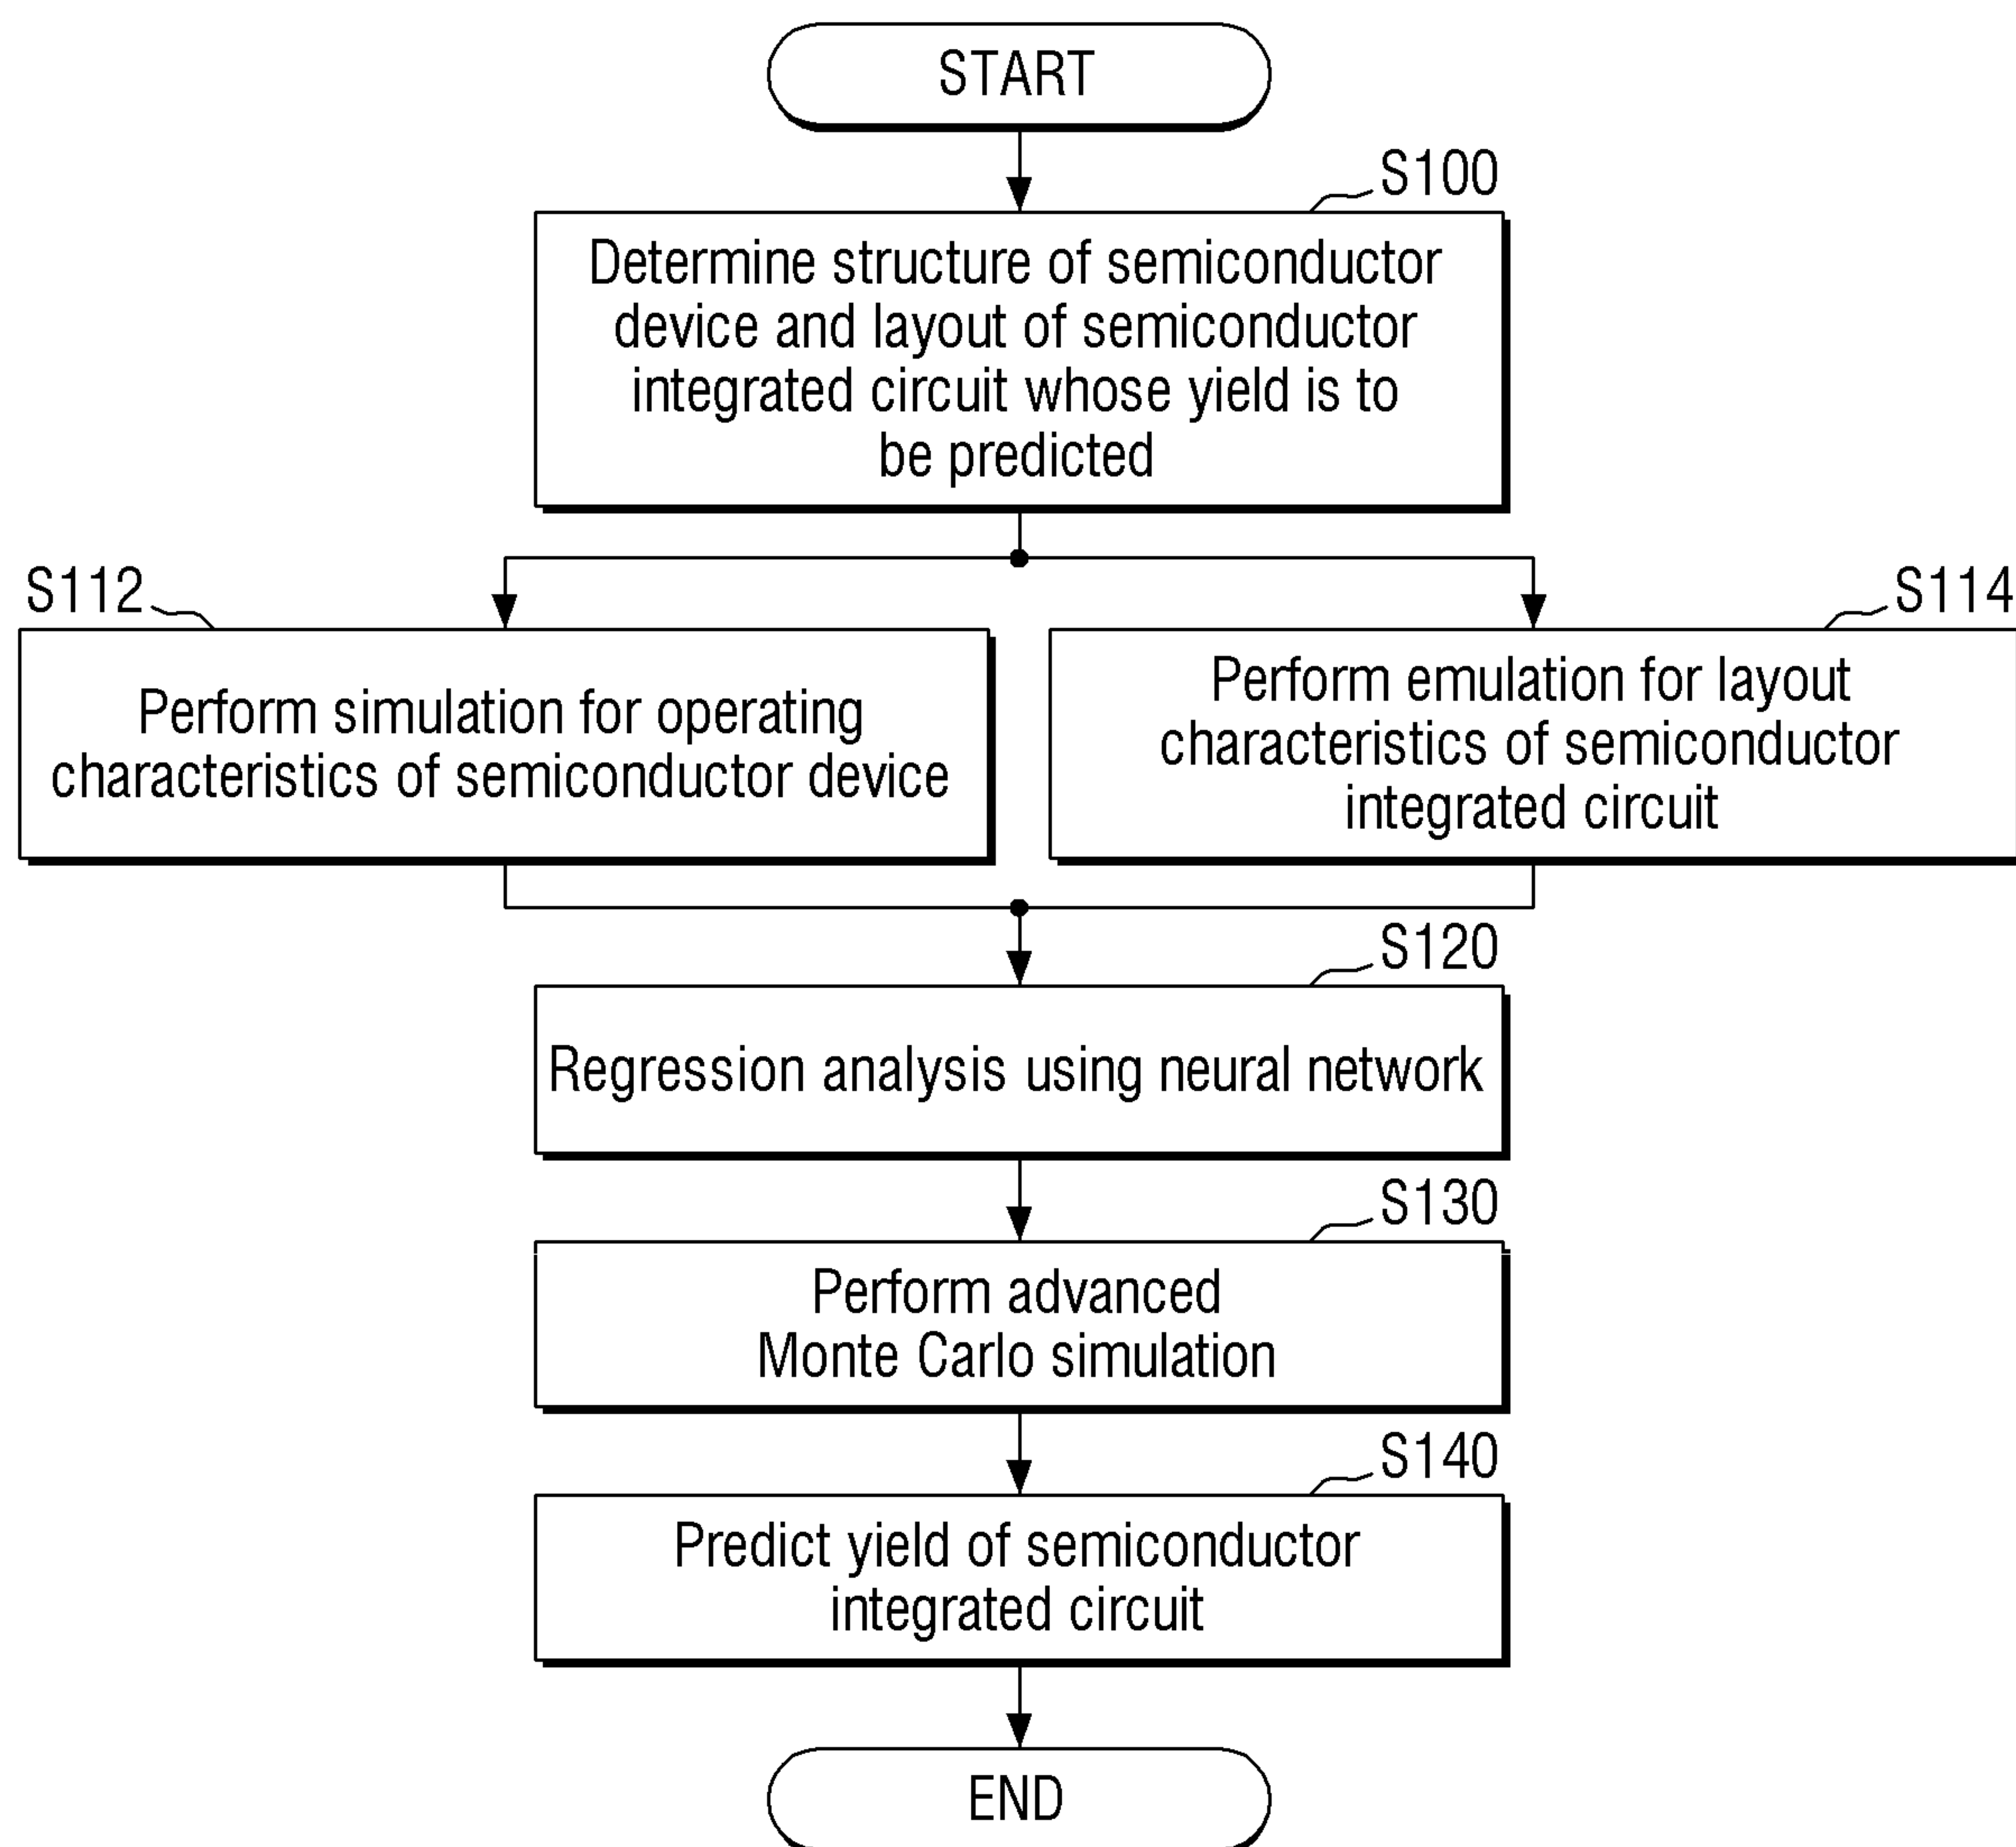 START
S100
Determine structure of semiconductor
device and layout of semiconductor
integrated circuit whose yield is to
be predicted
S112
Perform simulation for operating
characteristics of semiconductor device
S114
Perform emulation for layout
characteristics of semiconductor
integrated circuit
S120
Regression analysis using neural network
S130
Perform advanced
Monte Carlo simulation
S140
Predict yield of semiconductor
integrated circuit
END